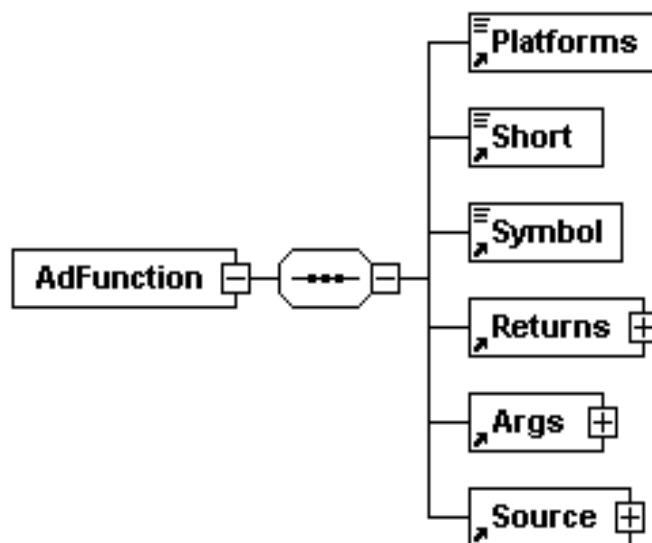 Platforms
Short
Symbol
AdFunction
Returns
Args
Source